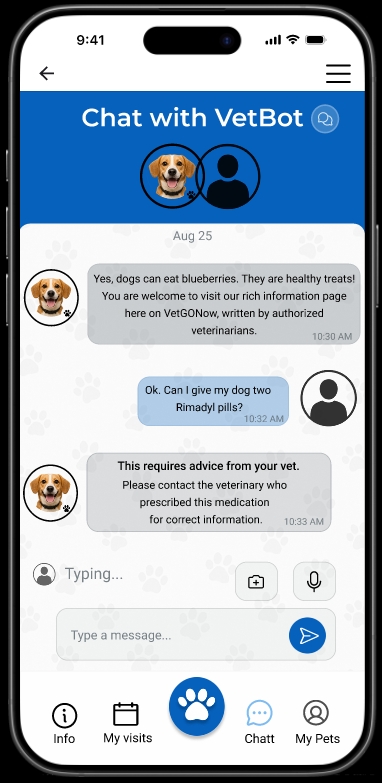 9:41
Chat with VetBot
Aug 25
Yes, dogs can eat blueberries. They are healthy treats!
You are welcome to visit our rich information page
here on VetGONow, written by authorized
veterinarians.
10:30 AM
Ok. Can I give my dog two
Rimadyl pills?
10:32 AM
This requires advice from your vet.
Please contact the veterinary who
prescribed this medication
for correct information.
10:33 AM
Typing...
Type a message...
Info
My visits
Chatt
My Pets